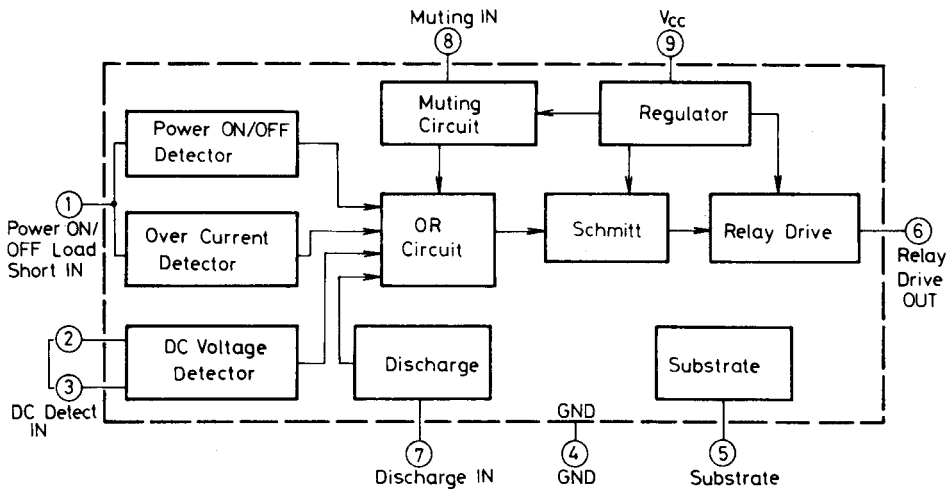 Muting IN
8
Vcc
9
Muting
Circuit
Regulator
Power ON/OFF
Detector
1
Power ON/
OFF Load
Short IN
Over Current
Detector
OR
Circuit
Schmitt
Relay Drive
6
Relay
Drive
OUT
2
3
DC Detect
IN
DC Voltage
Detector
Discharge
Substrate
GND
7
Discharge IN
4
GND
5
Substrate